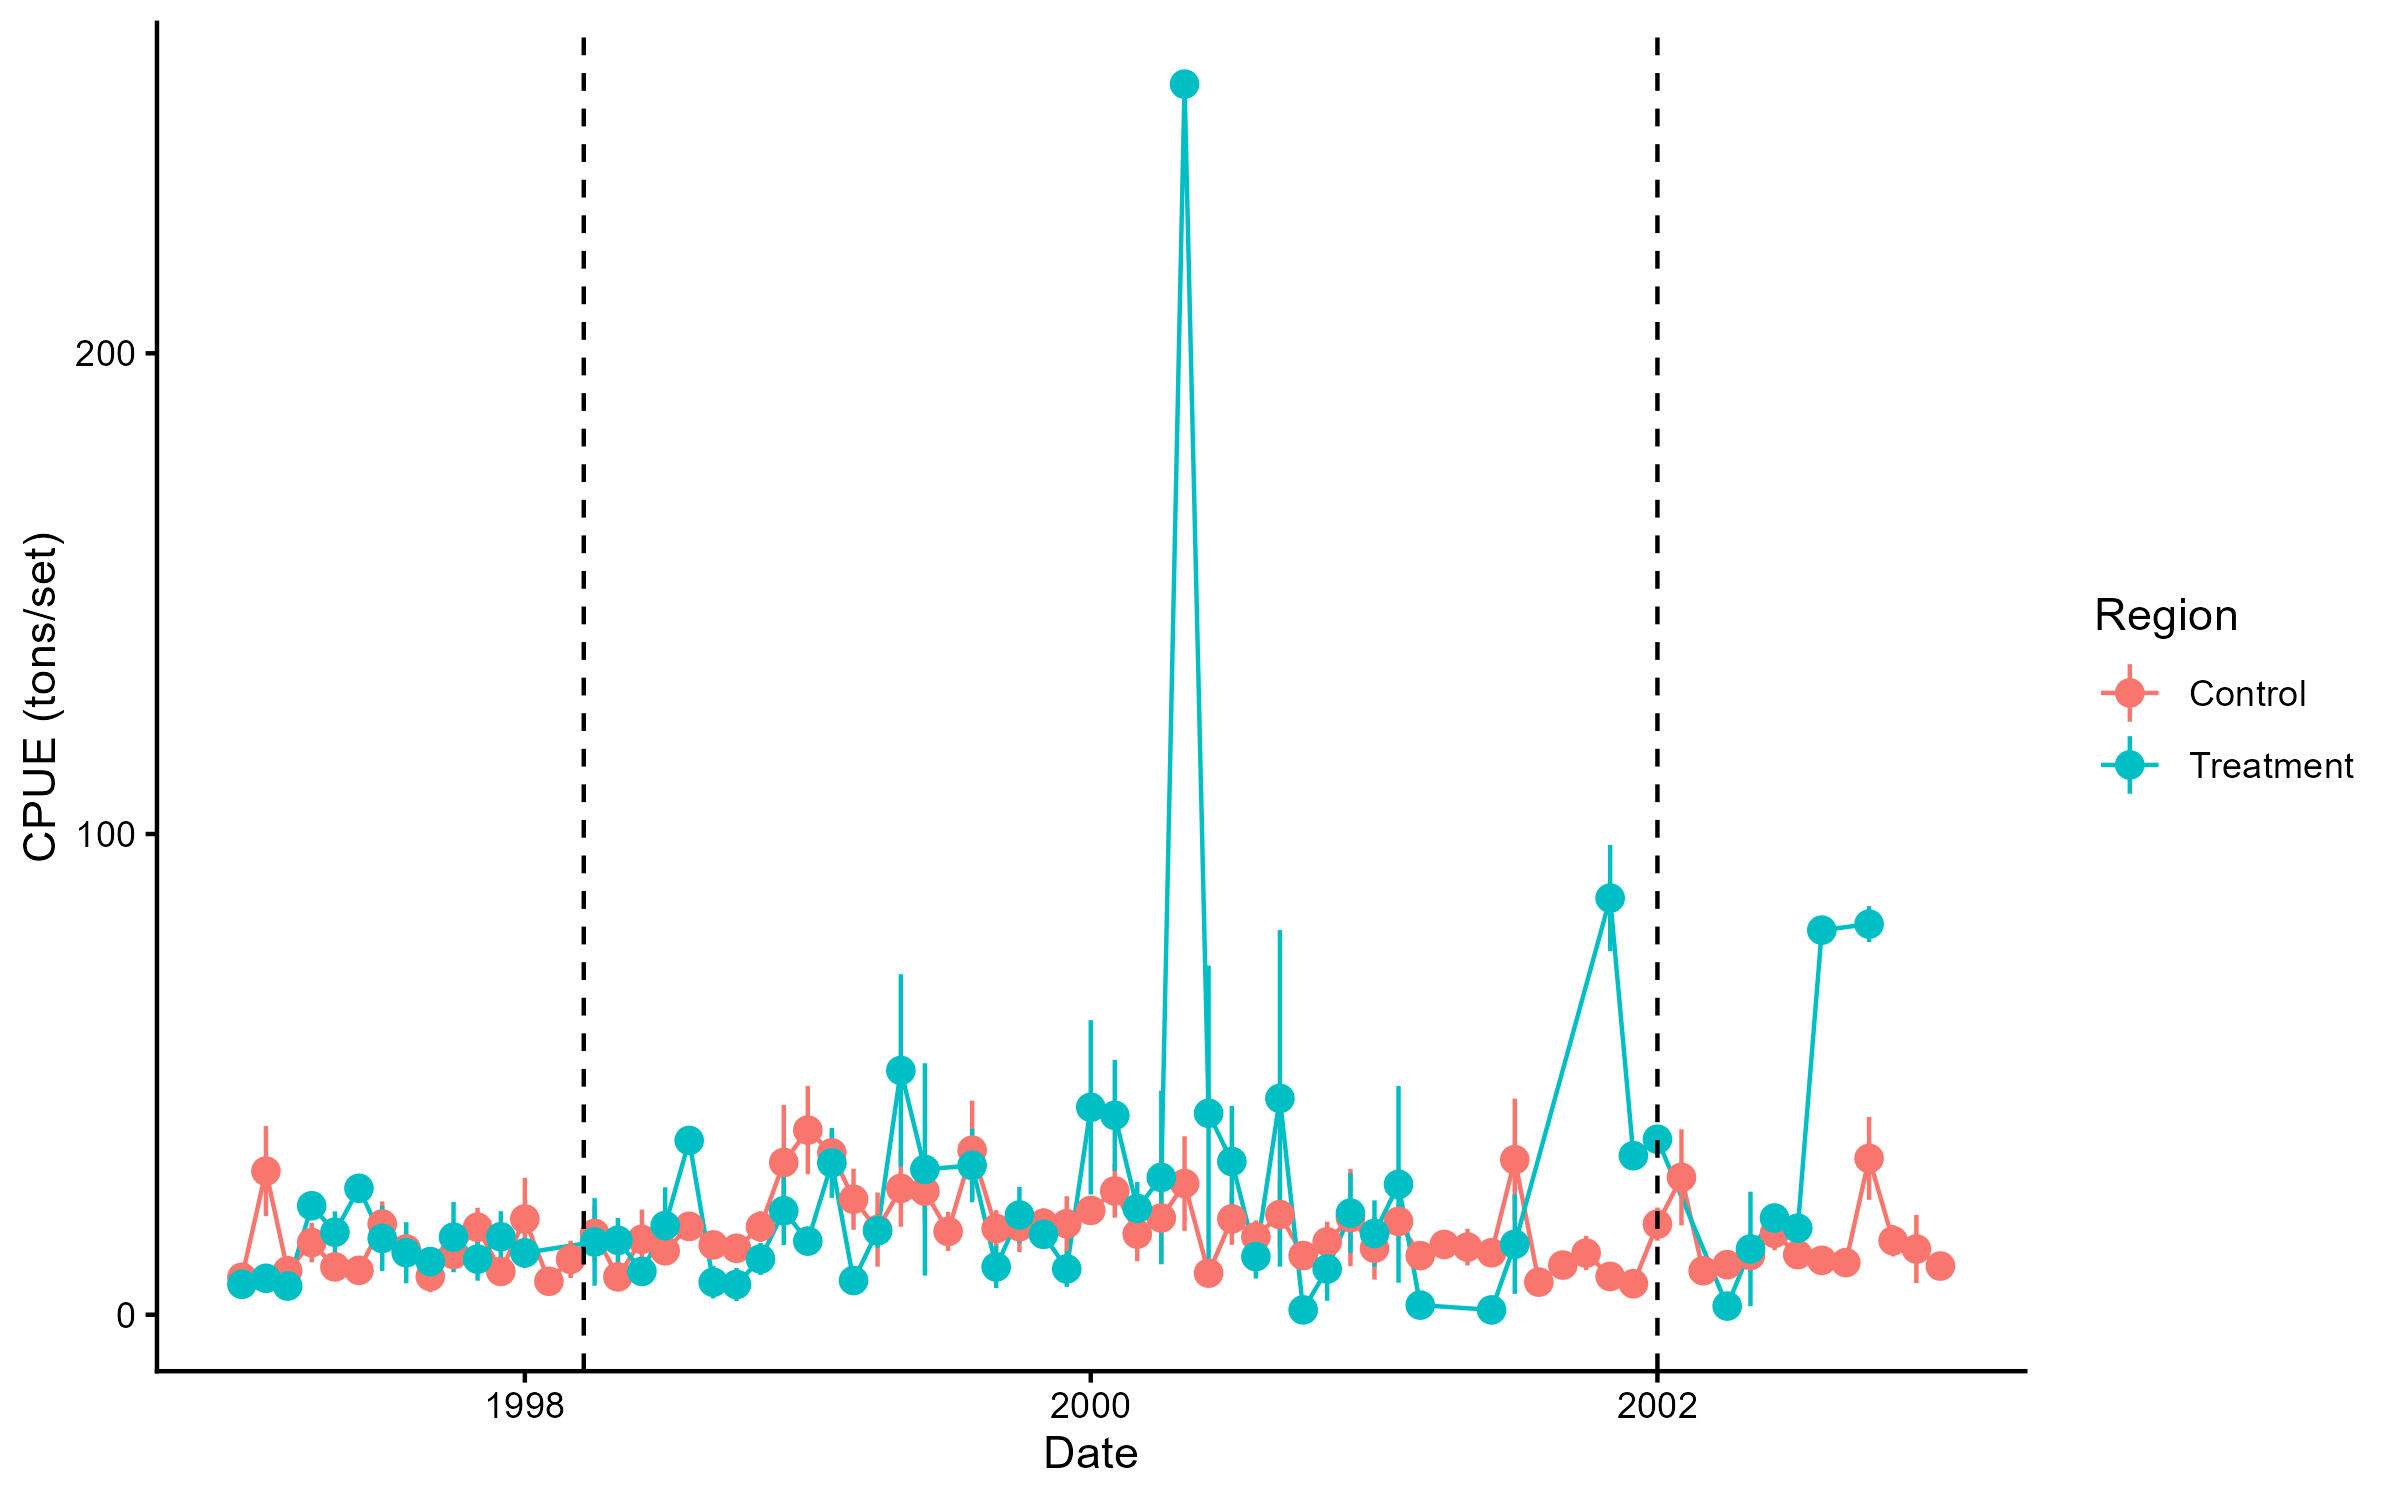 CPUE (tons/set)
200
100
0
1998
2000
2002
Date
Region
Control
Treatment